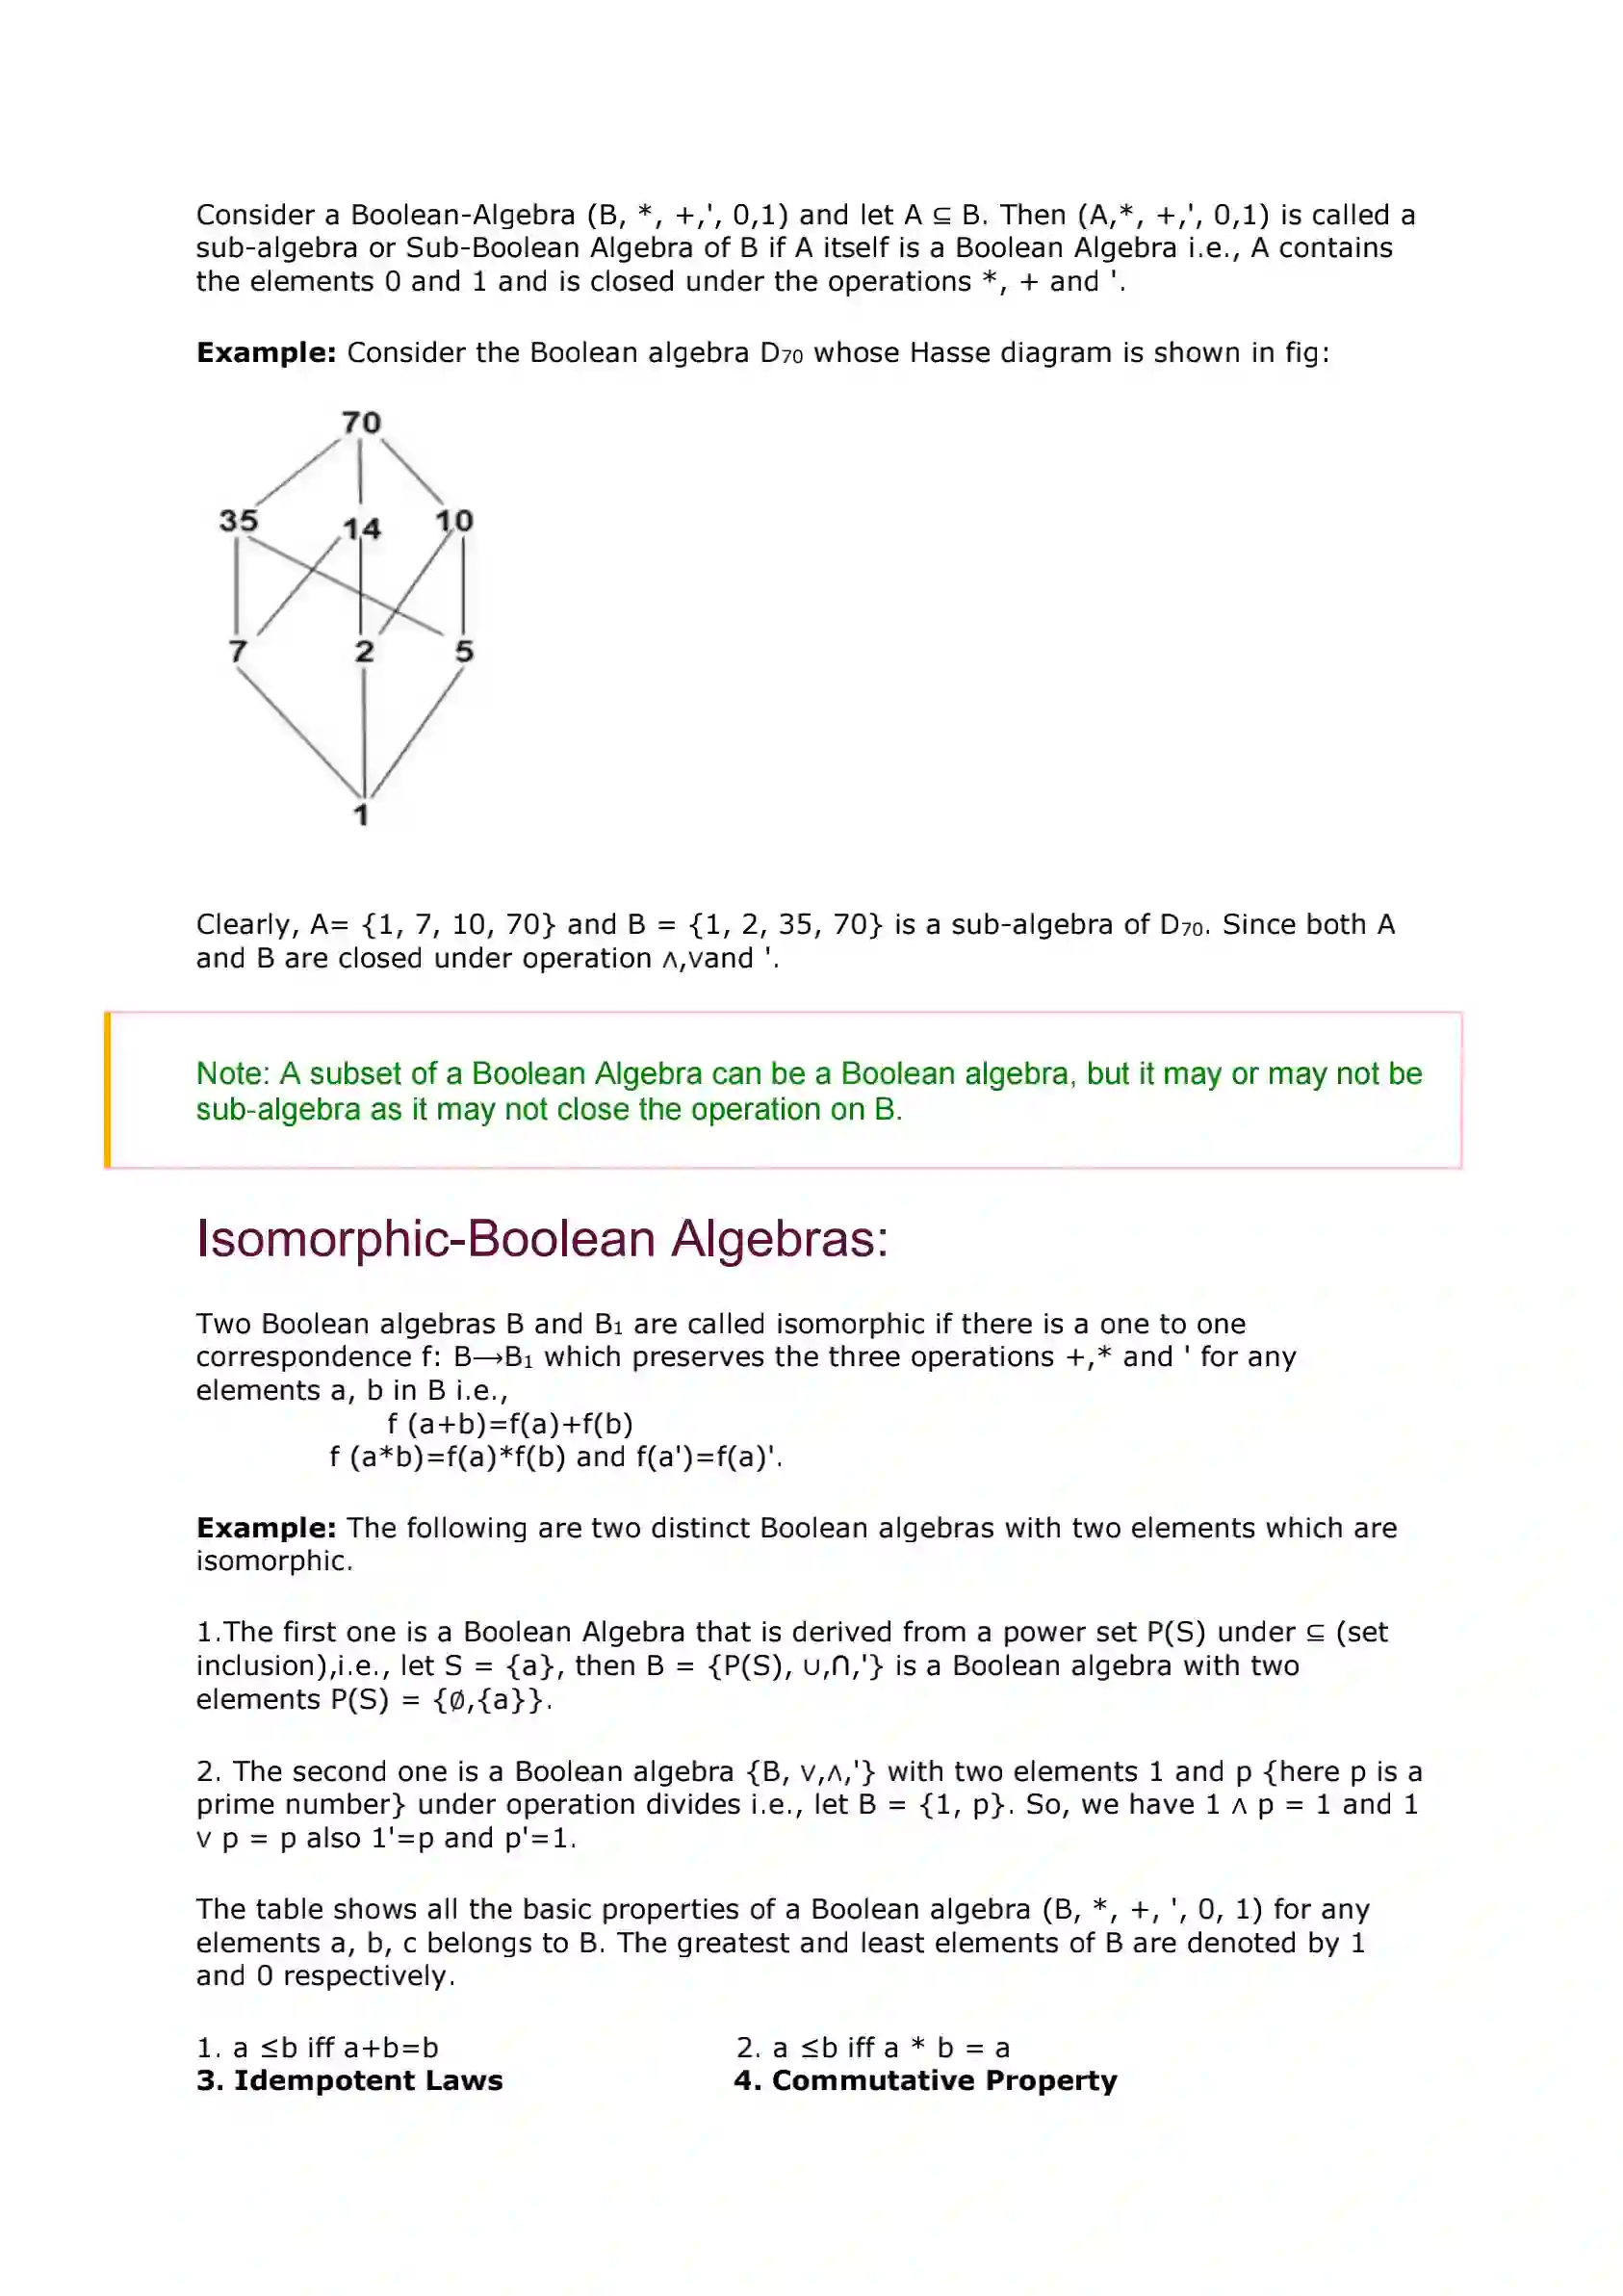 Consider a Boolean-Algebra (B, *, +,', 0,1) and let A ⊆ B. Then (A,*, +,', 0,1) is called a
sub-algebra or Sub-Boolean Algebra of B if A itself is a Boolean Algebra i.e., A contains
the elements 0 and 1 and is closed under the operations *, + and '.
Example: Consider the Boolean algebra D₇₀ whose Hasse diagram is shown in fig:
70
35 14 10
7 2 5
1
Clearly, A= {1, 7, 10, 70} and B = {1, 2, 35, 70} is a sub-algebra of D₇₀. Since both A
and B are closed under operation ∧,∨and '.
Note: A subset of a Boolean Algebra can be a Boolean algebra, but it may or may not be
sub-algebra as it may not close the operation on B.
Isomorphic-Boolean Algebras:
Two Boolean algebras B and B₁ are called isomorphic if there is a one to one
correspondence f: B⟶B₁ which preserves the three operations +,* and ' for any
elements a, b in B i.e.,
f (a+b)=f(a)+f(b)
f (a*b)=f(a)*f(b) and f(a')=f(a)'.
Example: The following are two distinct Boolean algebras with two elements which are
isomorphic.
1.The first one is a Boolean Algebra that is derived from a power set P(S) under ⊆ (set
inclusion),i.e., let S = {a}, then B = {P(S), ∪,∩,'} is a Boolean algebra with two
elements P(S) = {∅,{a}}.
2. The second one is a Boolean algebra {B, ∨,∧,'} with two elements 1 and p {here p is a
prime number} under operation divides i.e., let B = {1, p}. So, we have 1 ∧ p = 1 and 1
∨ p = p also 1'=p and p'=1.
The table shows all the basic properties of a Boolean algebra (B, *, +, ', 0, 1) for any
elements a, b, c belongs to B. The greatest and least elements of B are denoted by 1
and 0 respectively.
1. a ≤b iff a+b=b 2. a ≤b iff a * b = a
3. Idempotent Laws 4. Commutative Property